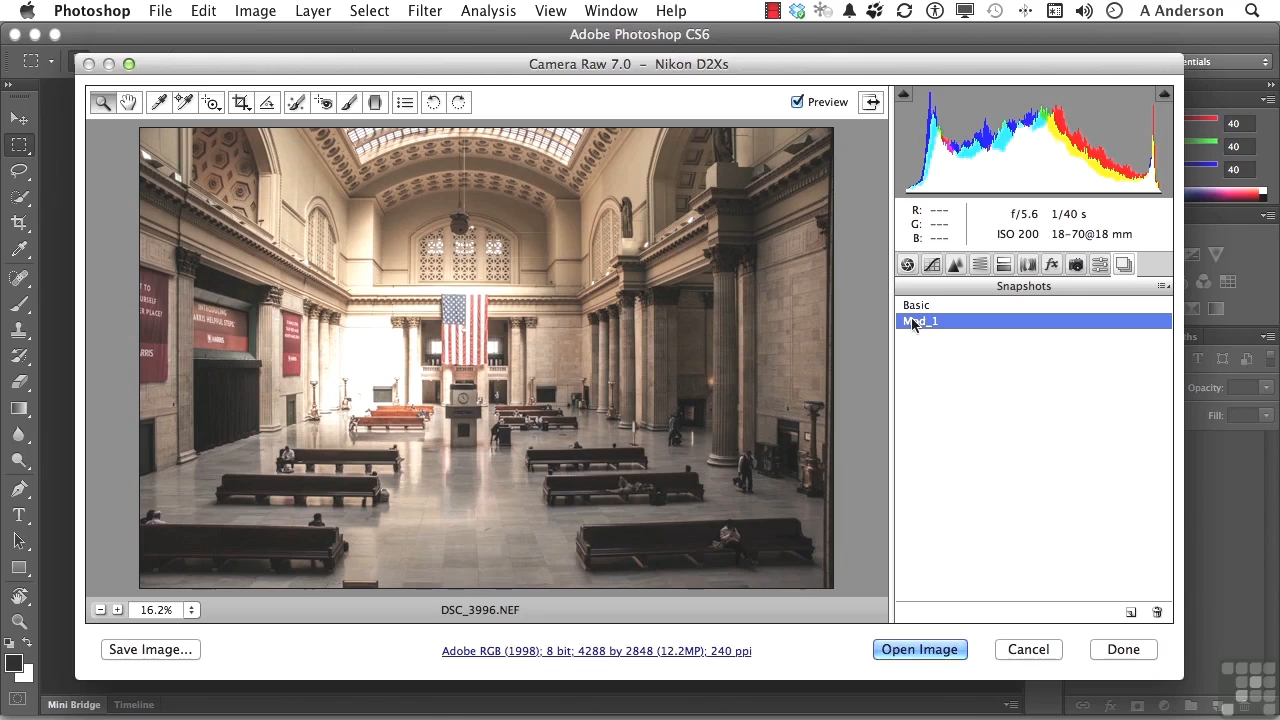 Photoshop File Edit Image Layer Select Filter Analysis View Window Help A Anderson
Adobe Photoshop CS6
Camera Raw 7.0 – Nikon D2Xs
Preview
R: --- f/5.6 1/40 s
G: ---
B: --- ISO 200 18-70@18 mm
Snapshots
Basic
40
40
40
Opacity:
Fill:
16.2%
DSC_3996.NEF
Save Image...
Adobe RGB (1998); 8 bit; 4288 by 2848 (12.2MP); 240 ppi
Open Image
Cancel
Done
Mini Bridge Timeline